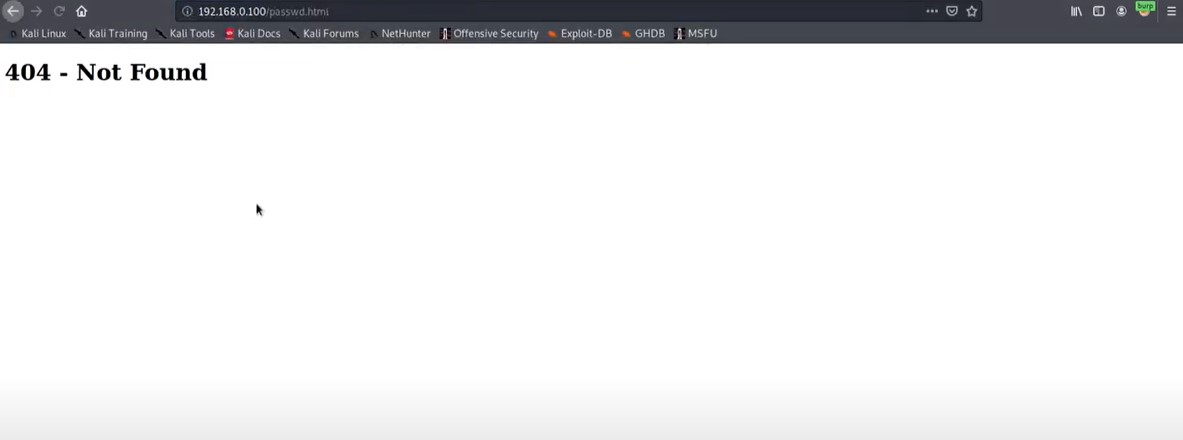 192.168.0.100/passwd.html
burp
Kali Linux Kali Training Kali Tools Kali Docs Kali Forums NetHunter Offensive Security Exploit-DB GHDB MSFU
404 - Not Found